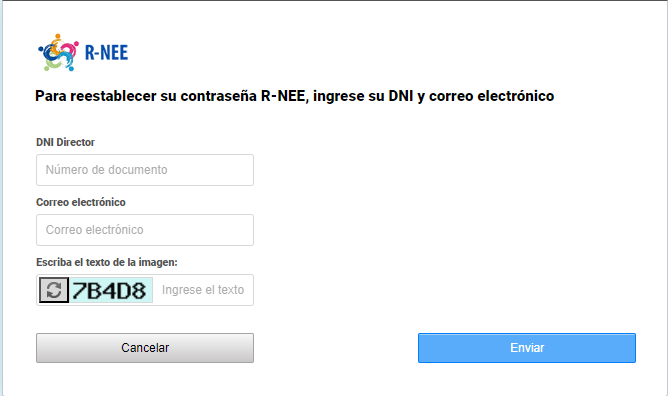 R-NEE
Para reestablecer su contraseña R-NEE, ingrese su DNI y correo electrónico
DNI Director
Número de documento
Correo electrónico
Correo electrónico
Escriba el texto de la imagen:
7B4D8 Ingrese el texto
Cancelar Enviar